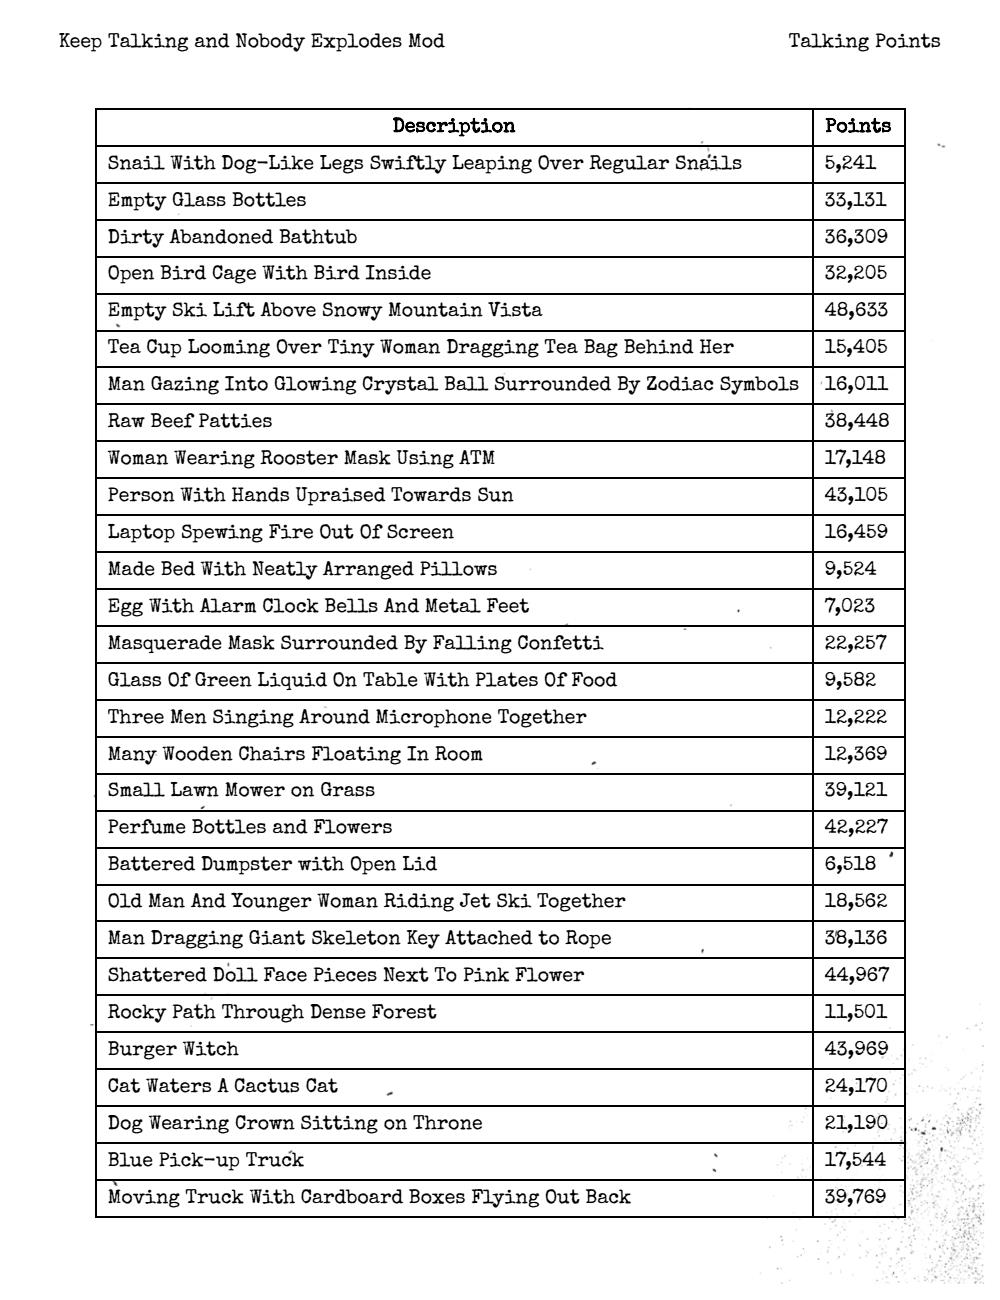 Keep Talking and Nobody Explodes Mod Talking Points
Description Points
Snail With Dog-Like Legs Swiftly Leaping Over Regular Snails 5,241
Empty Glass Bottles 33,131
Dirty Abandoned Bathtub 36,309
Open Bird Cage With Bird Inside 32,205
Empty Ski Lift Above Snowy Mountain Vista 48,633
Tea Cup Looming Over Tiny Woman Dragging Tea Bag Behind Her 15,405
Man Gazing Into Glowing Crystal Ball Surrounded By Zodiac Symbols 16,011
Raw Beef Patties 38,448
Woman Wearing Rooster Mask Using ATM 17,148
Person With Hands Upraised Towards Sun 43,105
Laptop Spewing Fire Out Of Screen 16,459
Made Bed With Neatly Arranged Pillows 9,524
Egg With Alarm Clock Bells And Metal Feet 7,023
Masquerade Mask Surrounded By Falling Confetti 22,257
Glass Of Green Liquid On Table With Plates Of Food 9,582
Three Men Singing Around Microphone Together 12,222
Many Wooden Chairs Floating In Room 12,369
Small Lawn Mower on Grass 39,121
Perfume Bottles and Flowers 42,227
Battered Dumpster with Open Lid 6,518
Old Man And Younger Woman Riding Jet Ski Together 18,562
Man Dragging Giant Skeleton Key Attached to Rope 38,136
Shattered Doll Face Pieces Next To Pink Flower 44,967
Rocky Path Through Dense Forest 11,501
Burger Witch 43,969
Cat Waters A Cactus Cat 24,170
Dog Wearing Crown Sitting on Throne 21,190
Blue Pick-up Truck 17,544
Moving Truck With Cardboard Boxes Flying Out Back 39,769